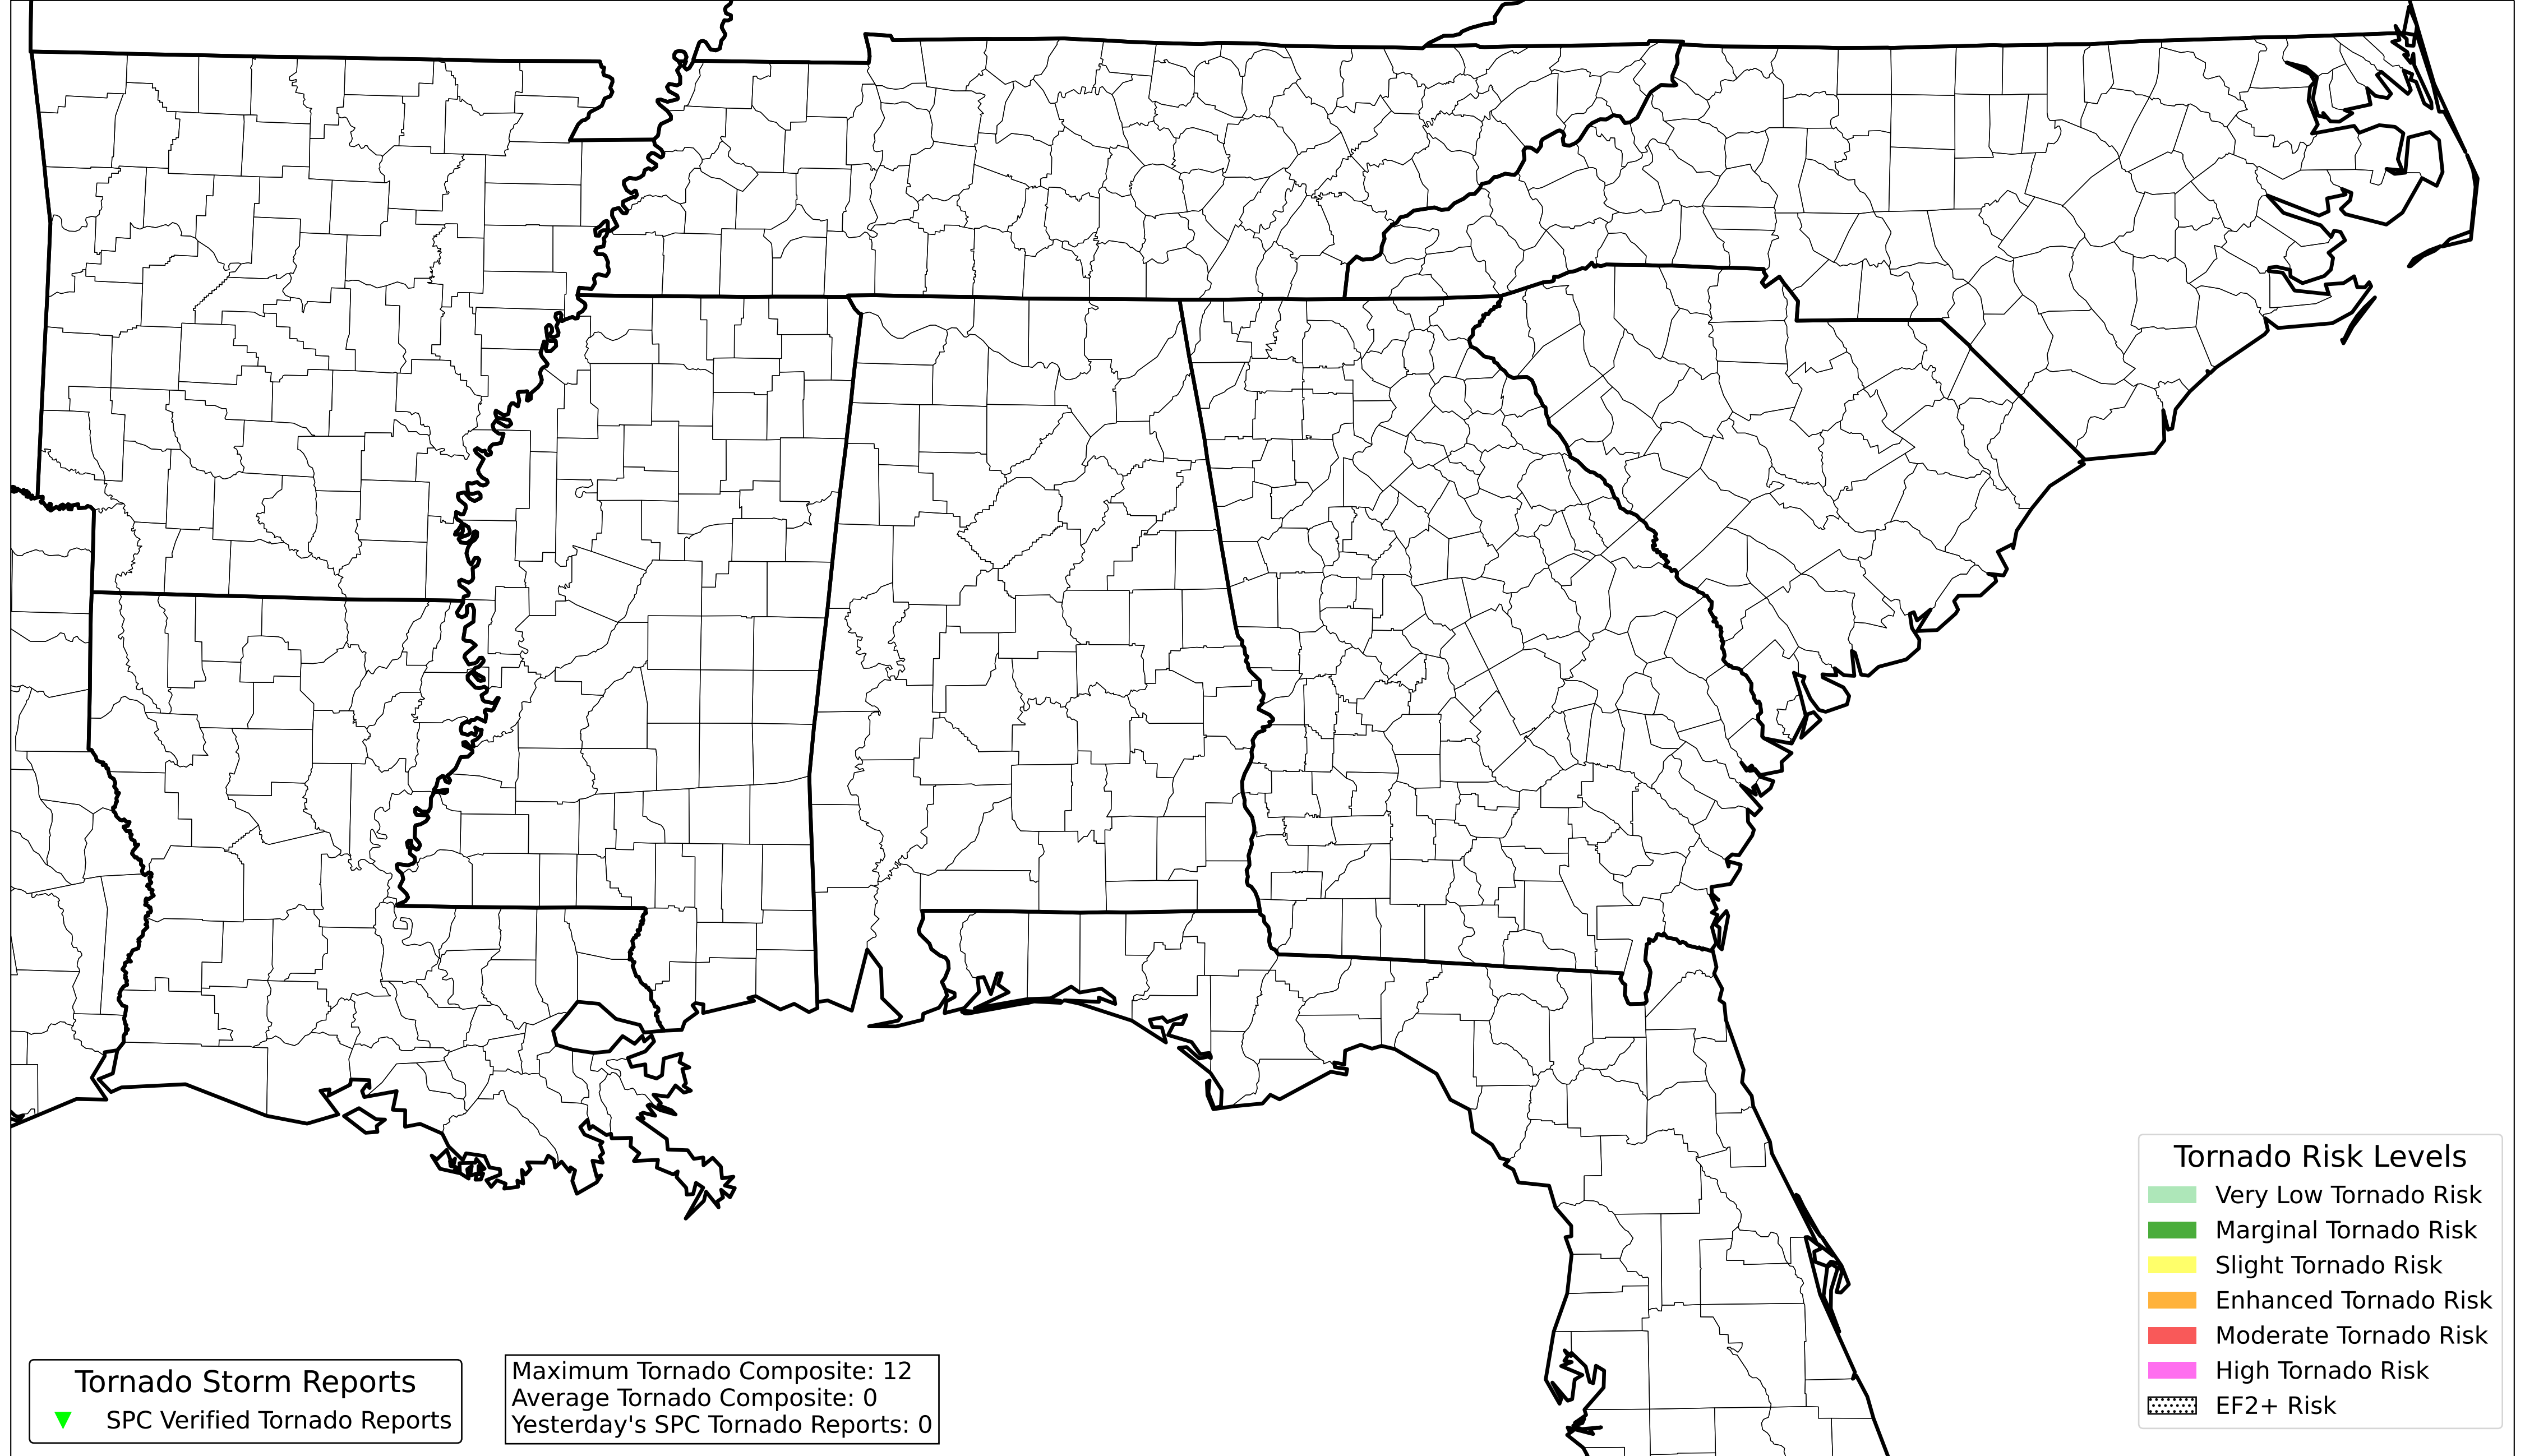 Tornado Storm Reports
SPC Verified Tornado Reports
Maximum Tornado Composite: 12
Average Tornado Composite: 0
Yesterday's SPC Tornado Reports: 0
Tornado Risk Levels
Very Low Tornado Risk
Marginal Tornado Risk
Slight Tornado Risk
Enhanced Tornado Risk
Moderate Tornado Risk
High Tornado Risk
EF2+ Risk